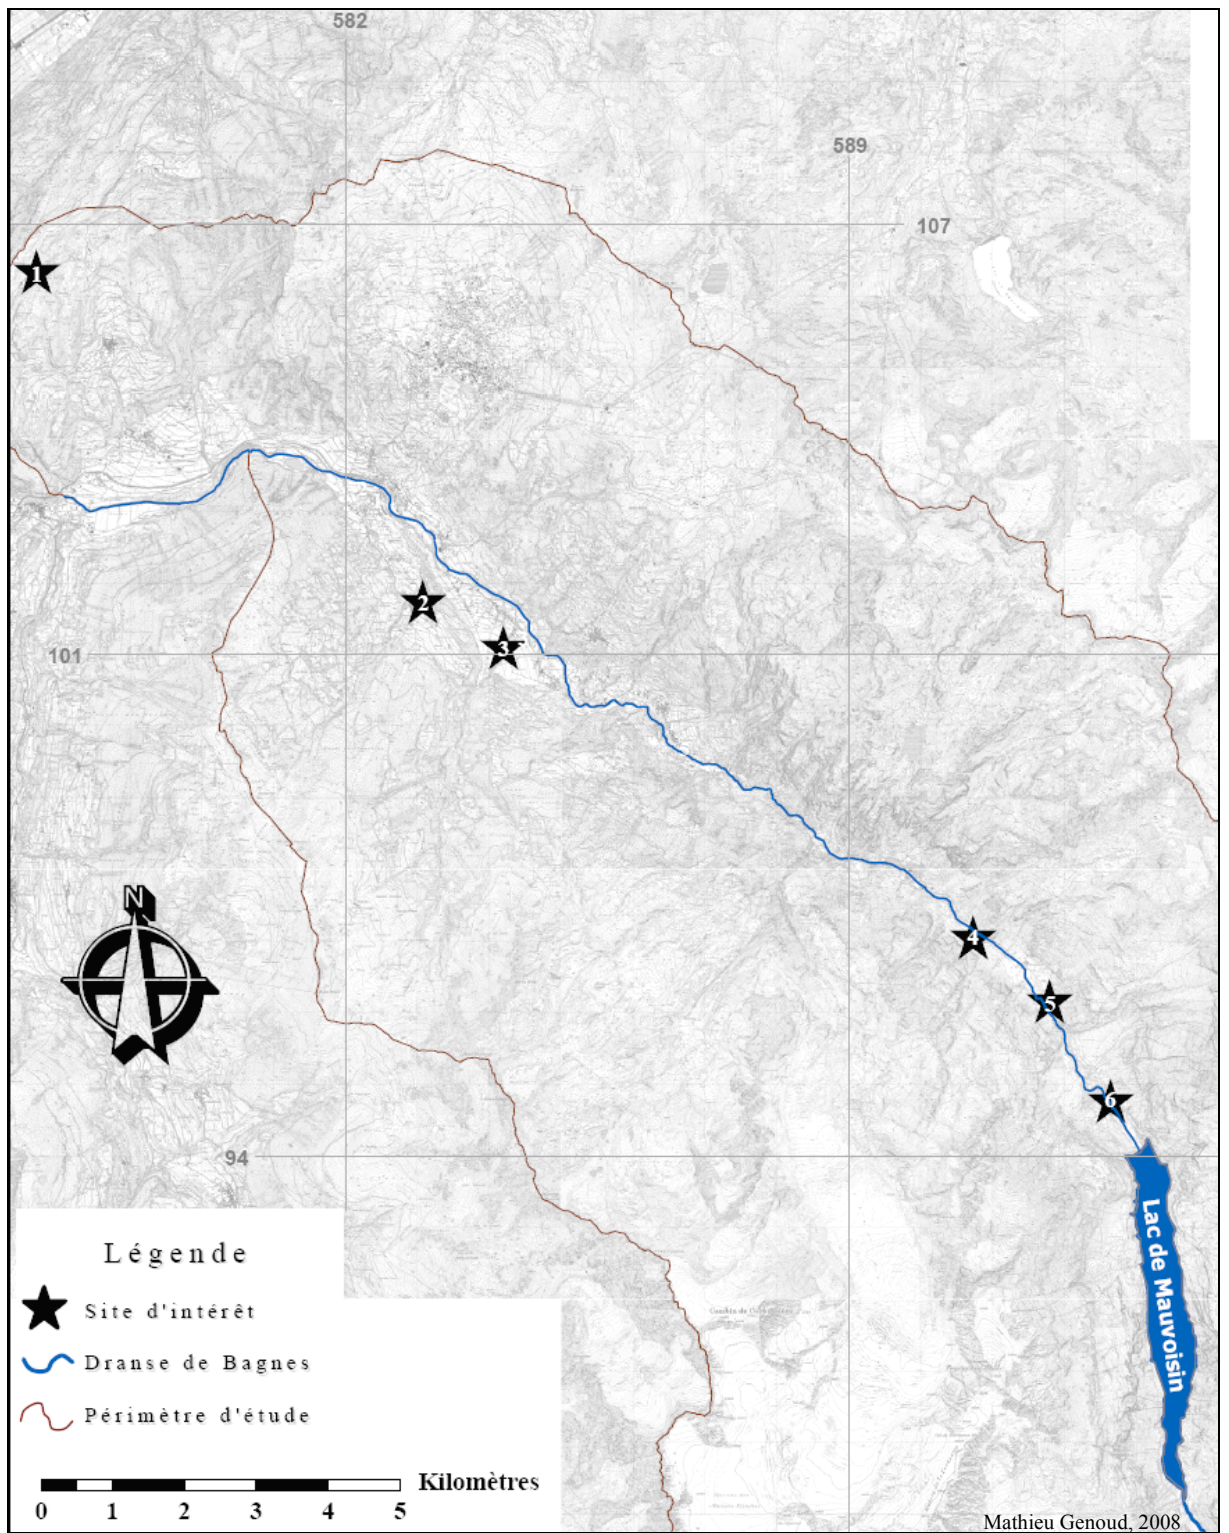 582
589
107
1
2
3
101
4
5
N
6
94
Lac de Mauvoisin
Légende
Site d'intérêt
Dranse de Bagnes
Périmètre d'étude
Kilomètres
0 1 2 3 4 5
Mathieu Genoud, 2008